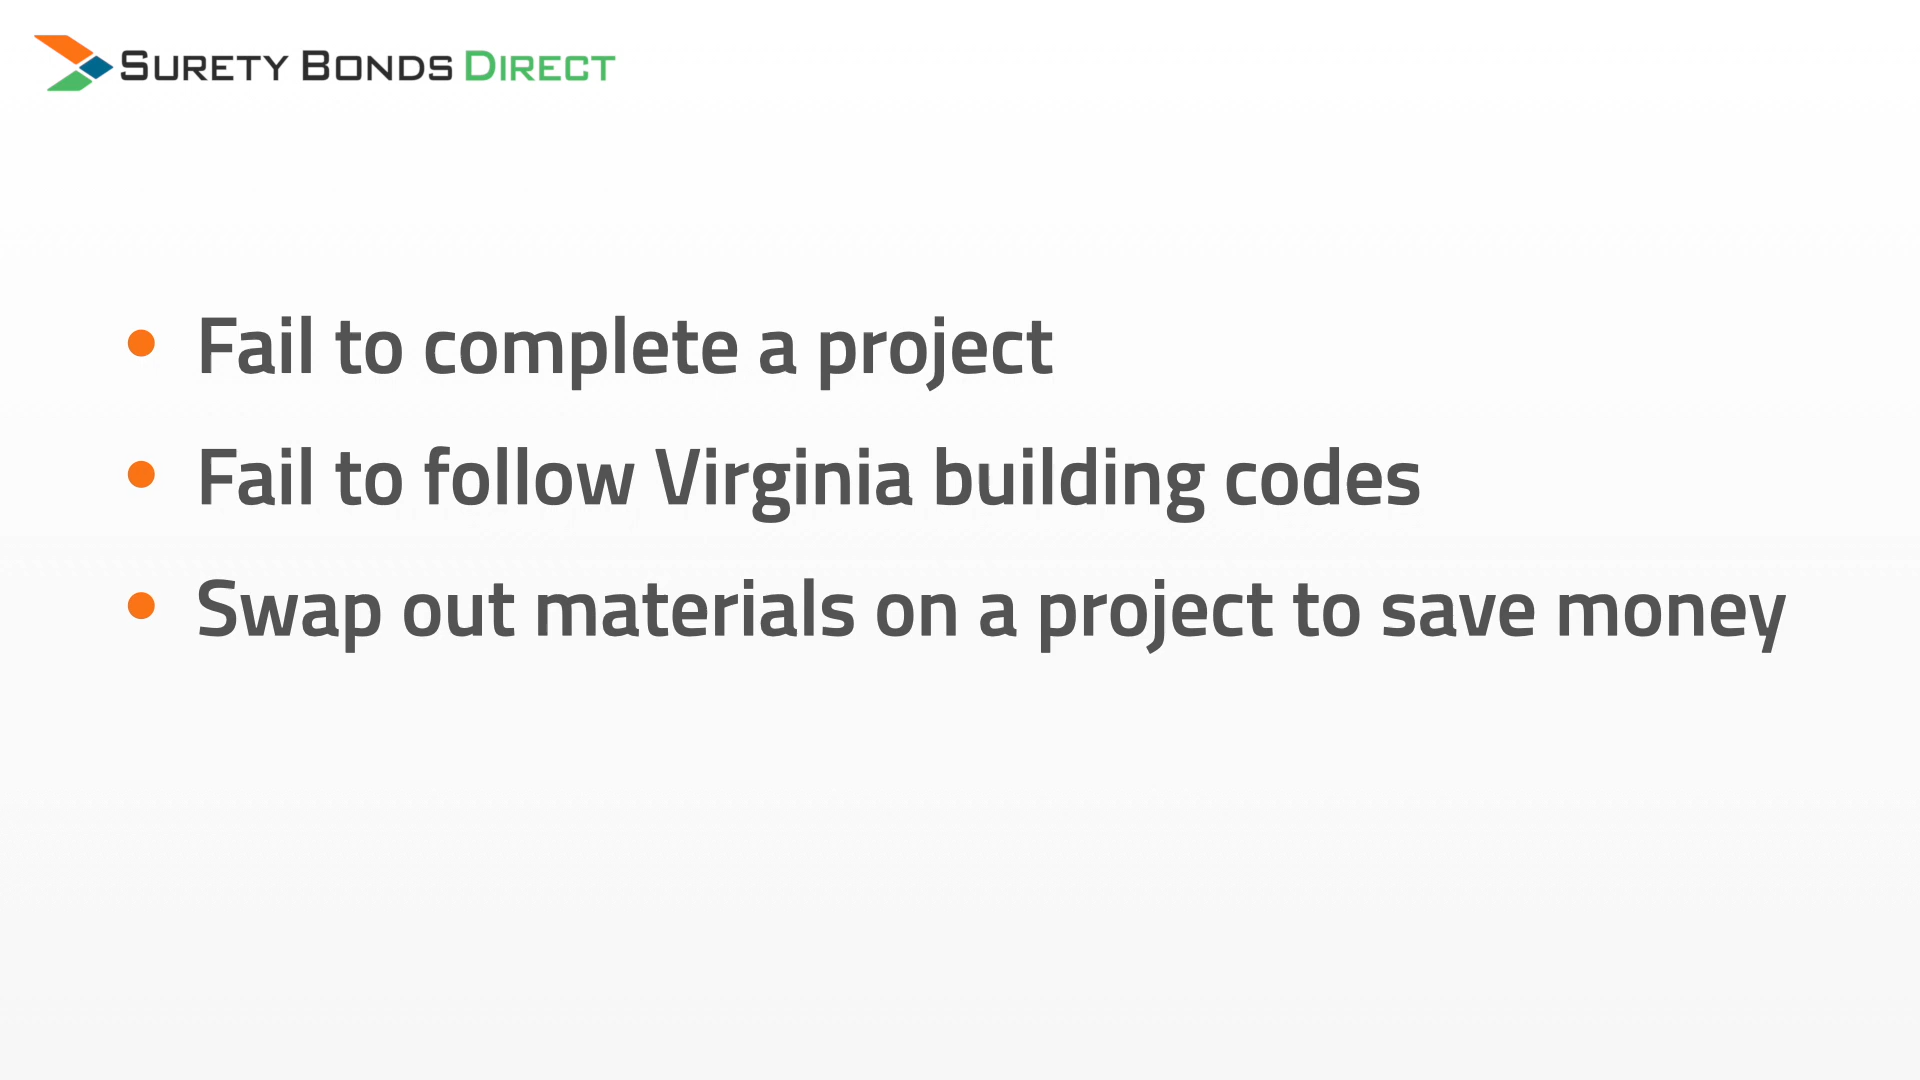 SURETY BONDS DIRECT
• Fail to complete a project
• Fail to follow Virginia building codes
• Swap out materials on a project to save money